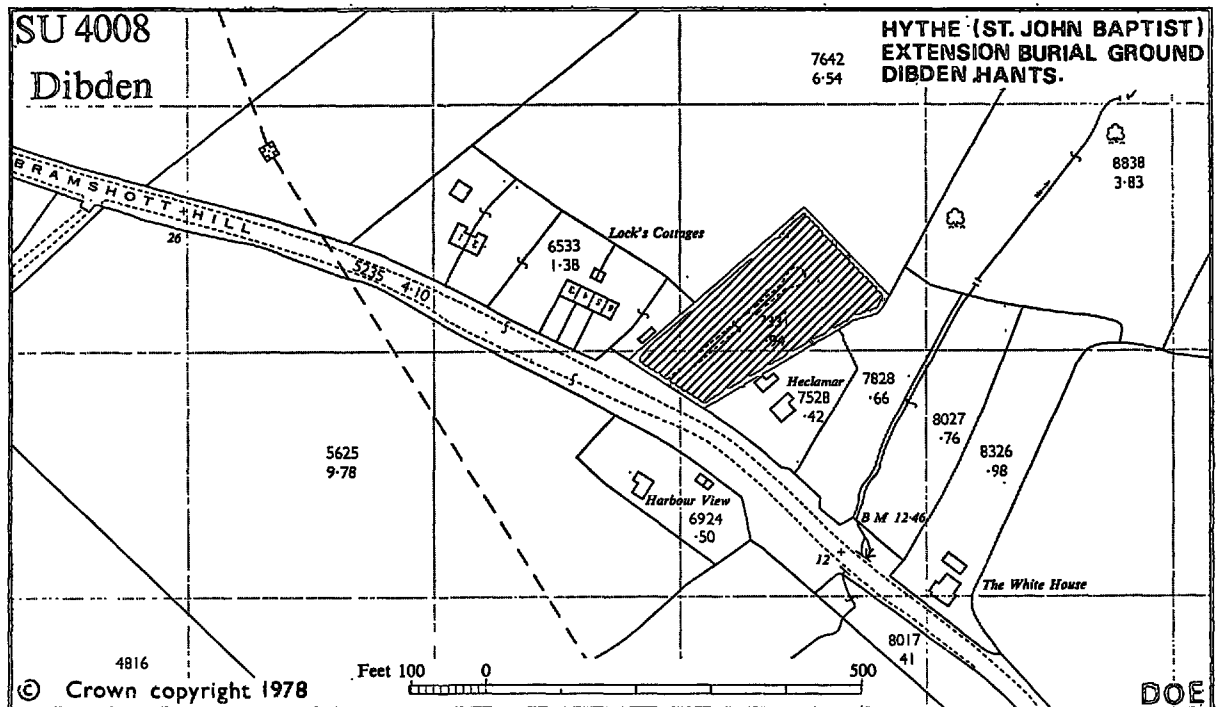 SU 4008
Dibden
HYTHE (ST. JOHN BAPTIST)
EXTENSION BURIAL GROUND
DIBDEN HANTS.
7642
6·54
8838
3·83
BRAMSHOTT HILL
26
5235 4·10
Lock's Cottages
6533
1·38
Heclamar
7528
·42
7828
·66
8027
·76
8326
·98
5625
9·78
Harbour View
6924
·50
B M 12·46
12
The White House
8017
41
4816
Feet 100 0 500
© Crown copyright 1978
DOE